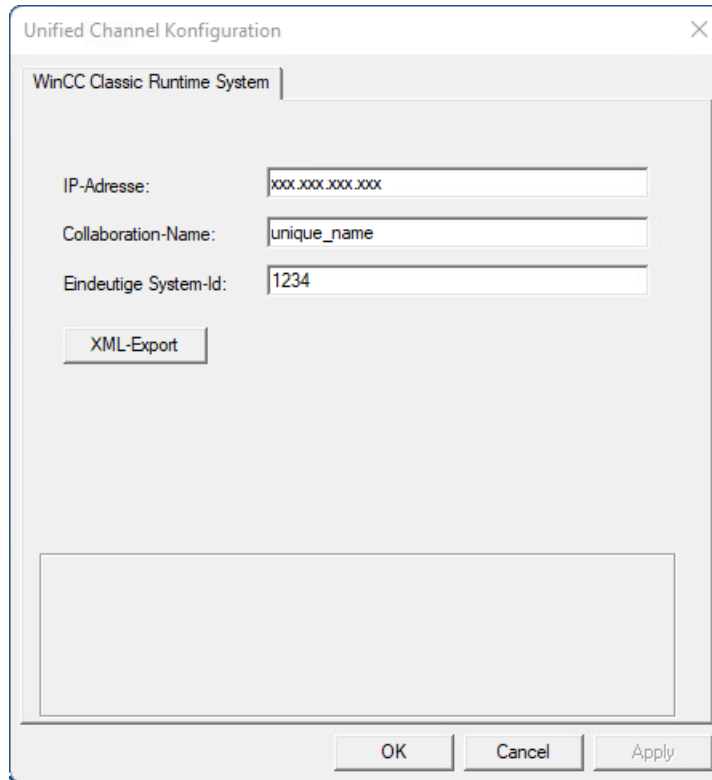 Unified Channel Konfiguration
WinCC Classic Runtime System
IP-Adresse: xxx.xxx.xxx.xxx
Collaboration-Name: unique_name
Eindeutige System-Id: 1234
XML-Export
OK Cancel Apply